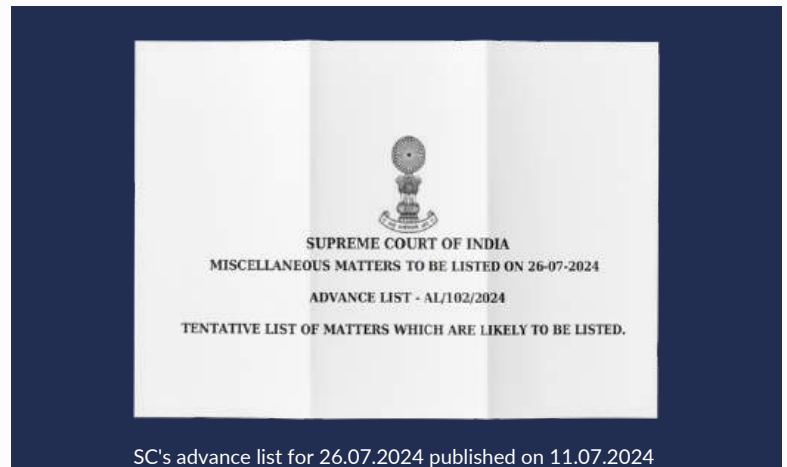 SUPREME COURT OF INDIA
MISCELLANEOUS MATTERS TO BE LISTED ON 26-07-2024
ADVANCE LIST - AL/102/2024
TENTATIVE LIST OF MATTERS WHICH ARE LIKELY TO BE LISTED.
SC's advance list for 26.07.2024 published on 11.07.2024